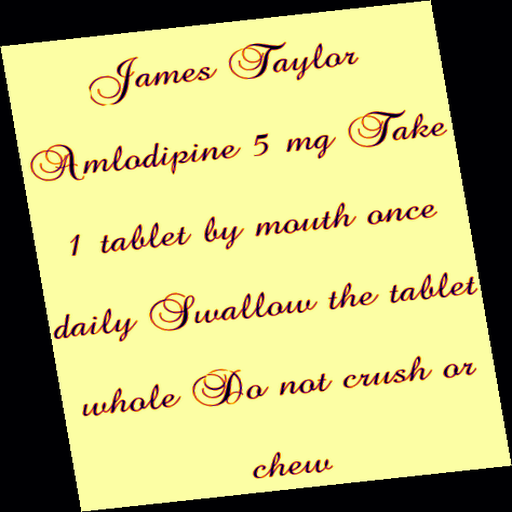 James Taylor
Amlodipine 5 mg Take
1 tablet by mouth once
daily Swallow the tablet
whole Do not crush or
chew